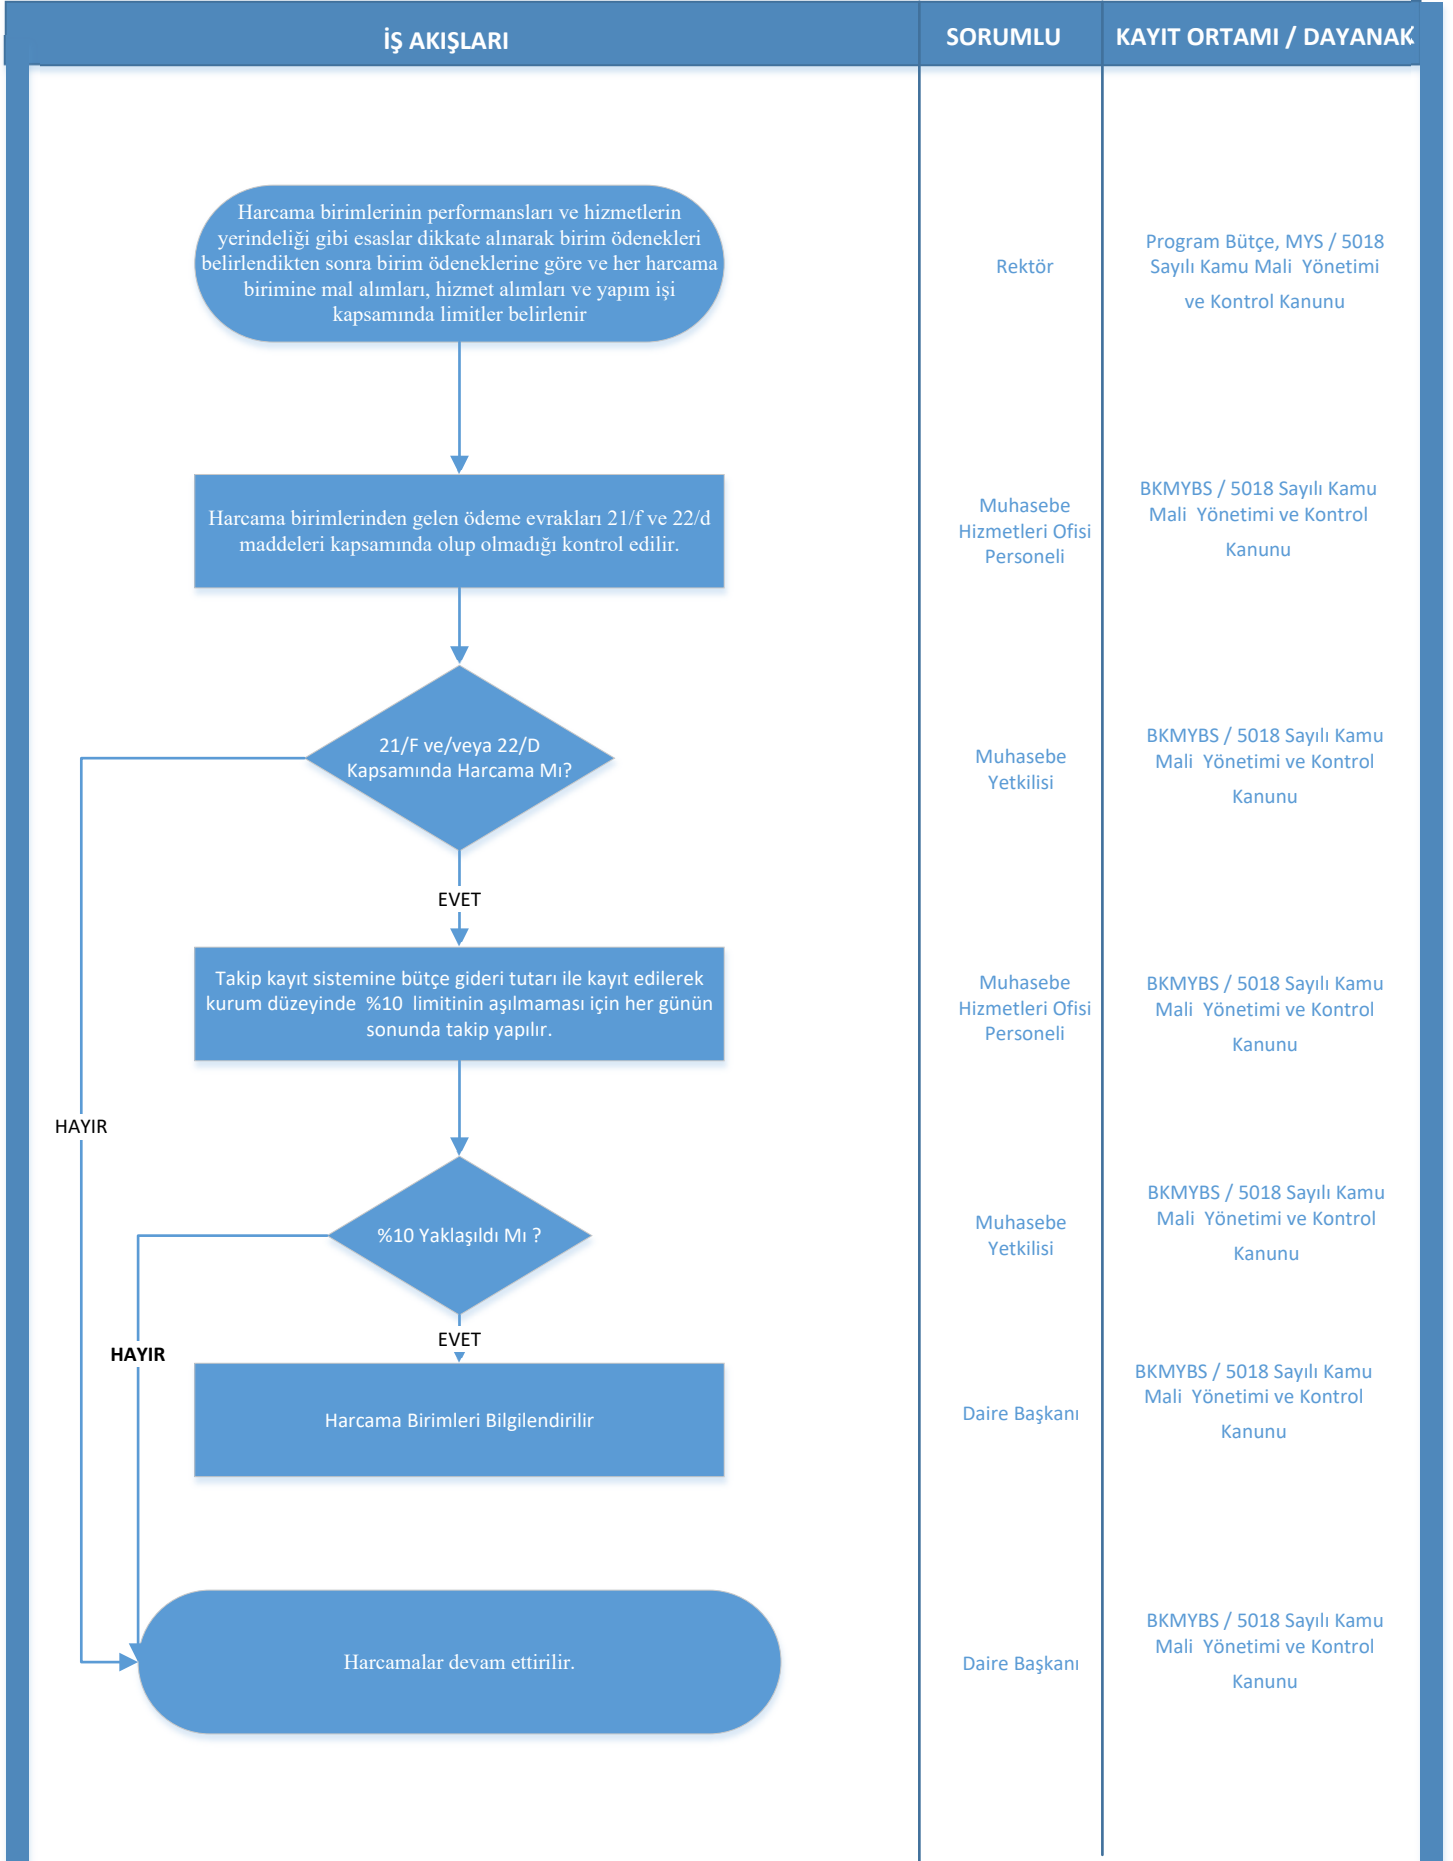 İŞ AKIŞLARI
SORUMLU
KAYIT ORTAMI / DAYANAK
Harcama birimlerinin performansları ve hizmetlerin
yerindeliği gibi esaslar dikkate alınarak birim ödenekleri
belirlendikten sonra birim ödeneklerine göre ve her harcama
birimine mal alımları, hizmet alımları ve yapım işi
kapsamında limitler belirlenir
Rektör
Program Bütçe, MYS / 5018
Sayılı Kamu Mali Yönetimi
ve Kontrol Kanunu
Harcama birimlerinden gelen ödeme evrakları 21/f ve 22/d
maddeleri kapsamında olup olmadığı kontrol edilir.
Muhasebe
Hizmetleri Ofisi
Personeli
BKMYBS / 5018 Sayılı Kamu
Mali Yönetimi ve Kontrol
Kanunu
21/F ve/veya 22/D
Kapsamında Harcama Mı?
Muhasebe
Yetkilisi
BKMYBS / 5018 Sayılı Kamu
Mali Yönetimi ve Kontrol
Kanunu
EVET
Takip kayıt sistemine bütçe gideri tutarı ile kayıt edilerek
kurum düzeyinde %10 limitinin aşılmaması için her günün
sonunda takip yapılır.
Muhasebe
Hizmetleri Ofisi
Personeli
BKMYBS / 5018 Sayılı Kamu
Mali Yönetimi ve Kontrol
Kanunu
HAYIR
%10 Yaklaşıldı Mı ?
Muhasebe
Yetkilisi
BKMYBS / 5018 Sayılı Kamu
Mali Yönetimi ve Kontrol
Kanunu
EVET
HAYIR
Harcama Birimleri Bilgilendirilir
Daire Başkanı
BKMYBS / 5018 Sayılı Kamu
Mali Yönetimi ve Kontrol
Kanunu
Harcamalar devam ettirilir.
Daire Başkanı
BKMYBS / 5018 Sayılı Kamu
Mali Yönetimi ve Kontrol
Kanunu